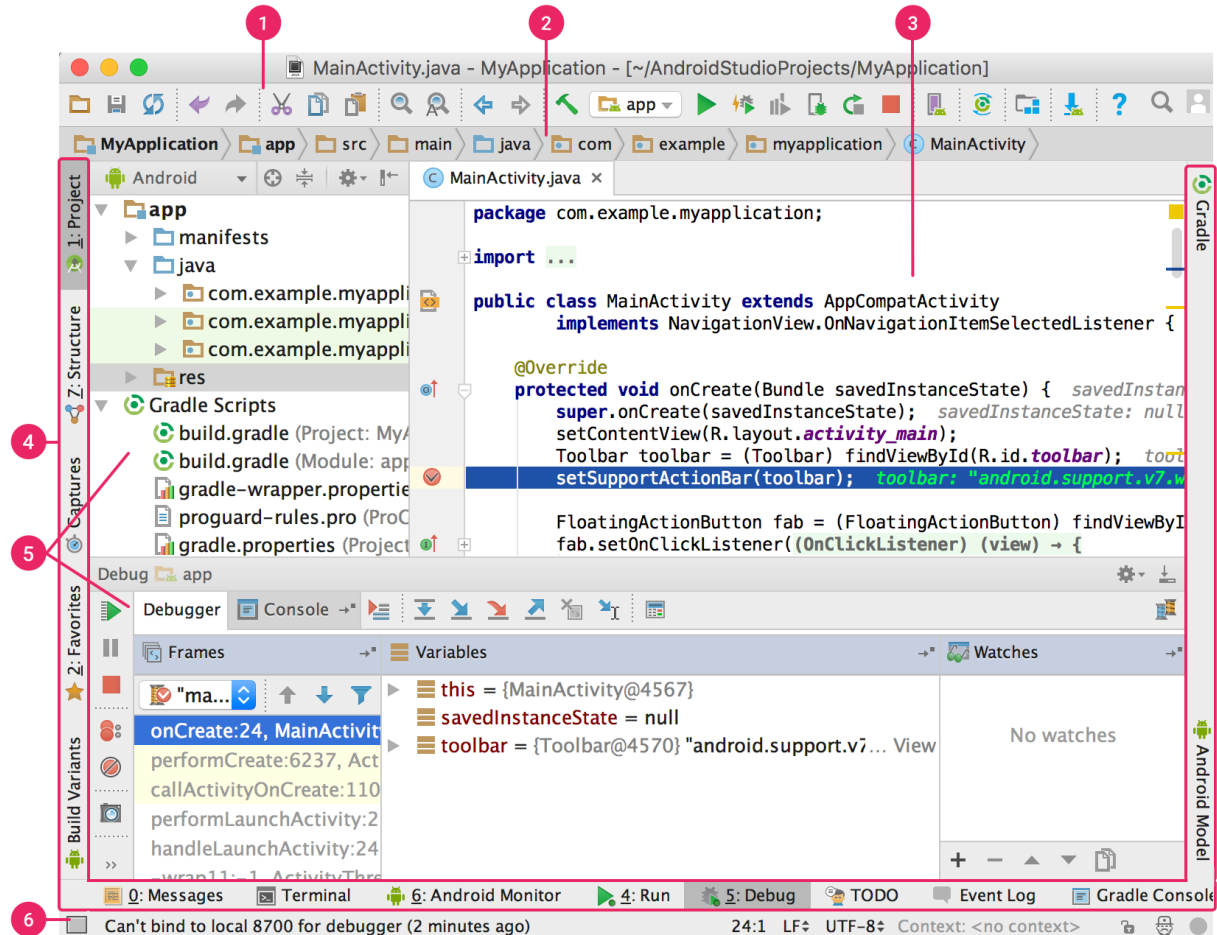 1
2
3
MainActivity.java - MyApplication - [~/AndroidStudioProjects/MyApplication]
app
MyApplication
app
src
main
java
com
example
myapplication
MainActivity
1: Project
7: Structure
4
Captures
5
2: Favorites
Build Variants
Android
app
manifests
java
com.example.myappli
com.example.myappli
com.example.myappli
res
Gradle Scripts
build.gradle (Project: MyA
build.gradle (Module: app
gradle-wrapper.propertie
proguard-rules.pro (ProC
gradle.properties (Project
MainActivity.java
package com.example.myapplication;
import ...
public class MainActivity extends AppCompatActivity
implements NavigationView.OnNavigationItemSelectedListener {
@Override
protected void onCreate(Bundle savedInstanceState) { savedInstan
super.onCreate(savedInstanceState); savedInstanceState: null
setContentView(R.layout.activity_main);
Toolbar toolbar = (Toolbar) findViewById(R.id.toolbar); tool
setSupportActionBar(toolbar); toolbar: "android.support.v7.w
FloatingActionButton fab = (FloatingActionButton) findViewByI
fab.setOnClickListener((OnClickListener) (view) → {
Gradle
Android Model
Debug app
Debugger
Console
Frames
Variables
Watches
"ma...
onCreate:24, MainActivit
performCreate:6237, Act
callActivityOnCreate:110
performLaunchActivity:2
handleLaunchActivity:24
-wrap11:-1, ActivityThre
this = {MainActivity@4567}
savedInstanceState = null
toolbar = {Toolbar@4570} "android.support.v7... View
No watches
0: Messages
Terminal
6: Android Monitor
4: Run
5: Debug
TODO
Event Log
Gradle Console
6
Can't bind to local 8700 for debugger (2 minutes ago)
24:1 LF UTF-8 Context: <no context>